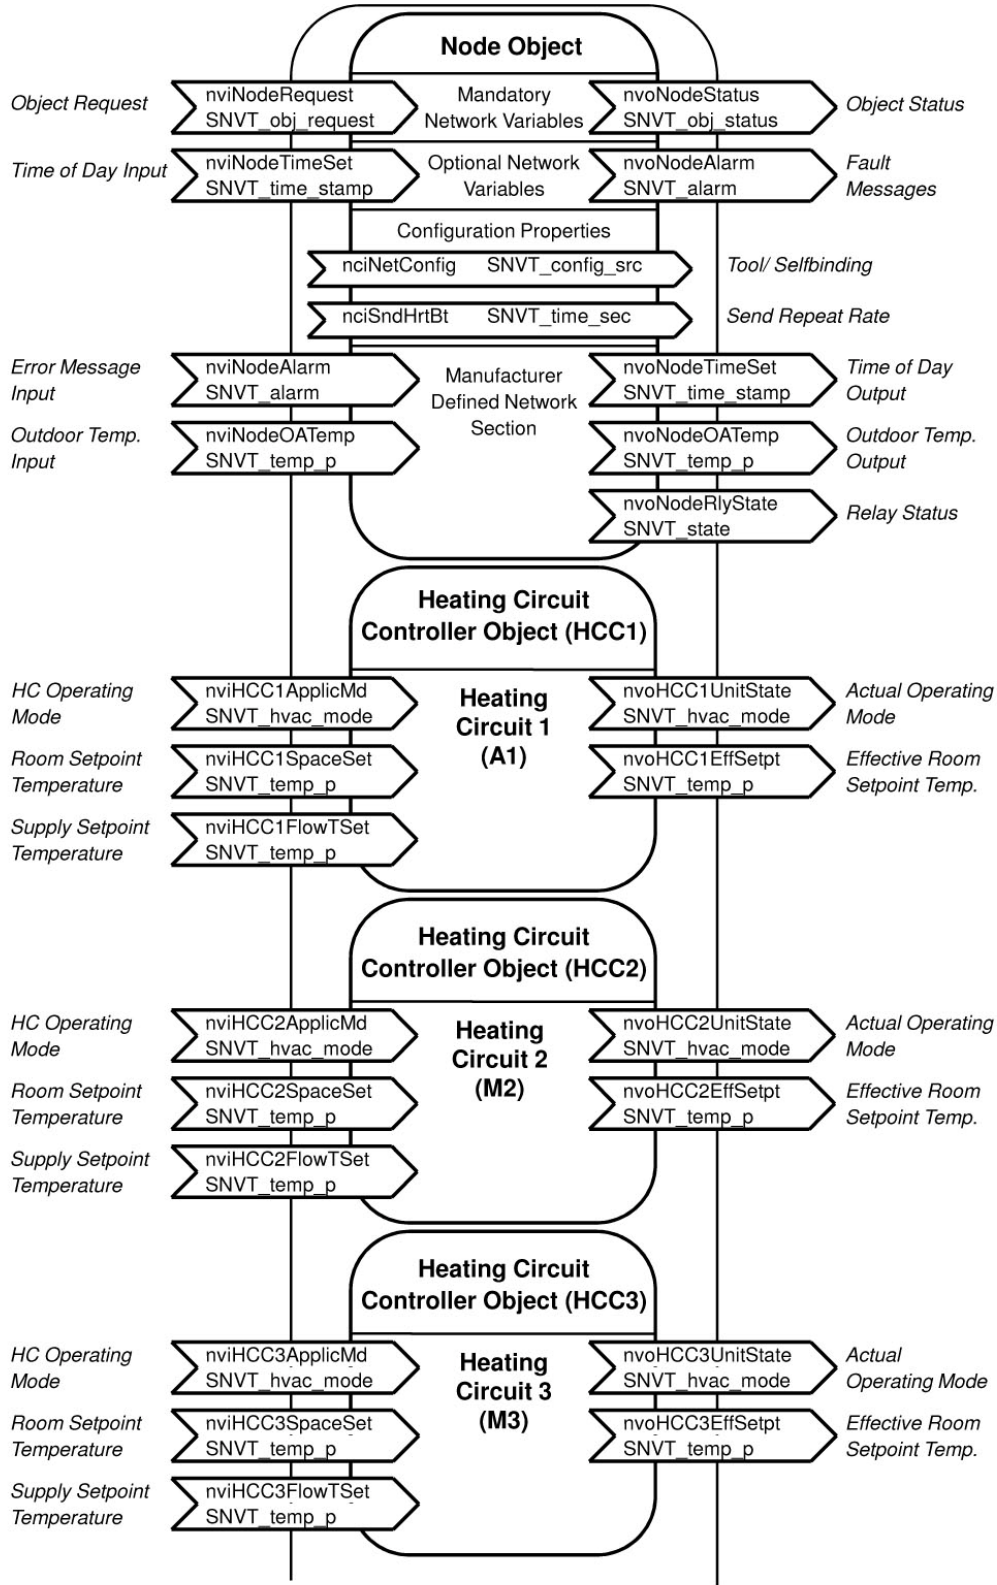 Node Object
Object Request
nviNodeRequest
SNVT_obj_request
Mandatory
Network Variables
nvoNodeStatus
SNVT_obj_status
Object Status
Time of Day Input
nviNodeTimeSet
SNVT_time_stamp
Optional Network
Variables
nvoNodeAlarm
SNVT_alarm
Fault
Messages
Configuration Properties
nciNetConfig SNVT_config_src
Tool/ Selfbinding
nciSndHrtBt SNVT_time_sec
Send Repeat Rate
Error Message
Input
nviNodeAlarm
SNVT_alarm
Manufacturer
Defined Network
Section
nvoNodeTimeSet
SNVT_time_stamp
Time of Day
Output
Outdoor Temp.
Input
nviNodeOATemp
SNVT_temp_p
nvoNodeOATemp
SNVT_temp_p
Outdoor Temp.
Output
nvoNodeRlyState
SNVT_state
Relay Status
Heating Circuit
Controller Object (HCC1)
HC Operating
Mode
nviHCC1ApplicMd
SNVT_hvac_mode
Heating
Circuit 1
(A1)
nvoHCC1UnitState
SNVT_hvac_mode
Actual Operating
Mode
Room Setpoint
Temperature
nviHCC1SpaceSet
SNVT_temp_p
nvoHCC1EffSetpt
SNVT_temp_p
Effective Room
Setpoint Temp.
Supply Setpoint
Temperature
nviHCC1FlowTSet
SNVT_temp_p
Heating Circuit
Controller Object (HCC2)
HC Operating
Mode
nviHCC2ApplicMd
SNVT_hvac_mode
Heating
Circuit 2
(M2)
nvoHCC2UnitState
SNVT_hvac_mode
Actual Operating
Mode
Room Setpoint
Temperature
nviHCC2SpaceSet
SNVT_temp_p
nvoHCC2EffSetpt
SNVT_temp_p
Effective Room
Setpoint Temp.
Supply Setpoint
Temperature
nviHCC2FlowTSet
SNVT_temp_p
Heating Circuit
Controller Object (HCC3)
HC Operating
Mode
nviHCC3ApplicMd
SNVT_hvac_mode
Heating
Circuit 3
(M3)
nvoHCC3UnitState
SNVT_hvac_mode
Actual
Operating Mode
Room Setpoint
Temperature
nviHCC3SpaceSet
SNVT_temp_p
nvoHCC3EffSetpt
SNVT_temp_p
Effective Room
Setpoint Temp.
Supply Setpoint
Temperature
nviHCC3FlowTSet
SNVT_temp_p